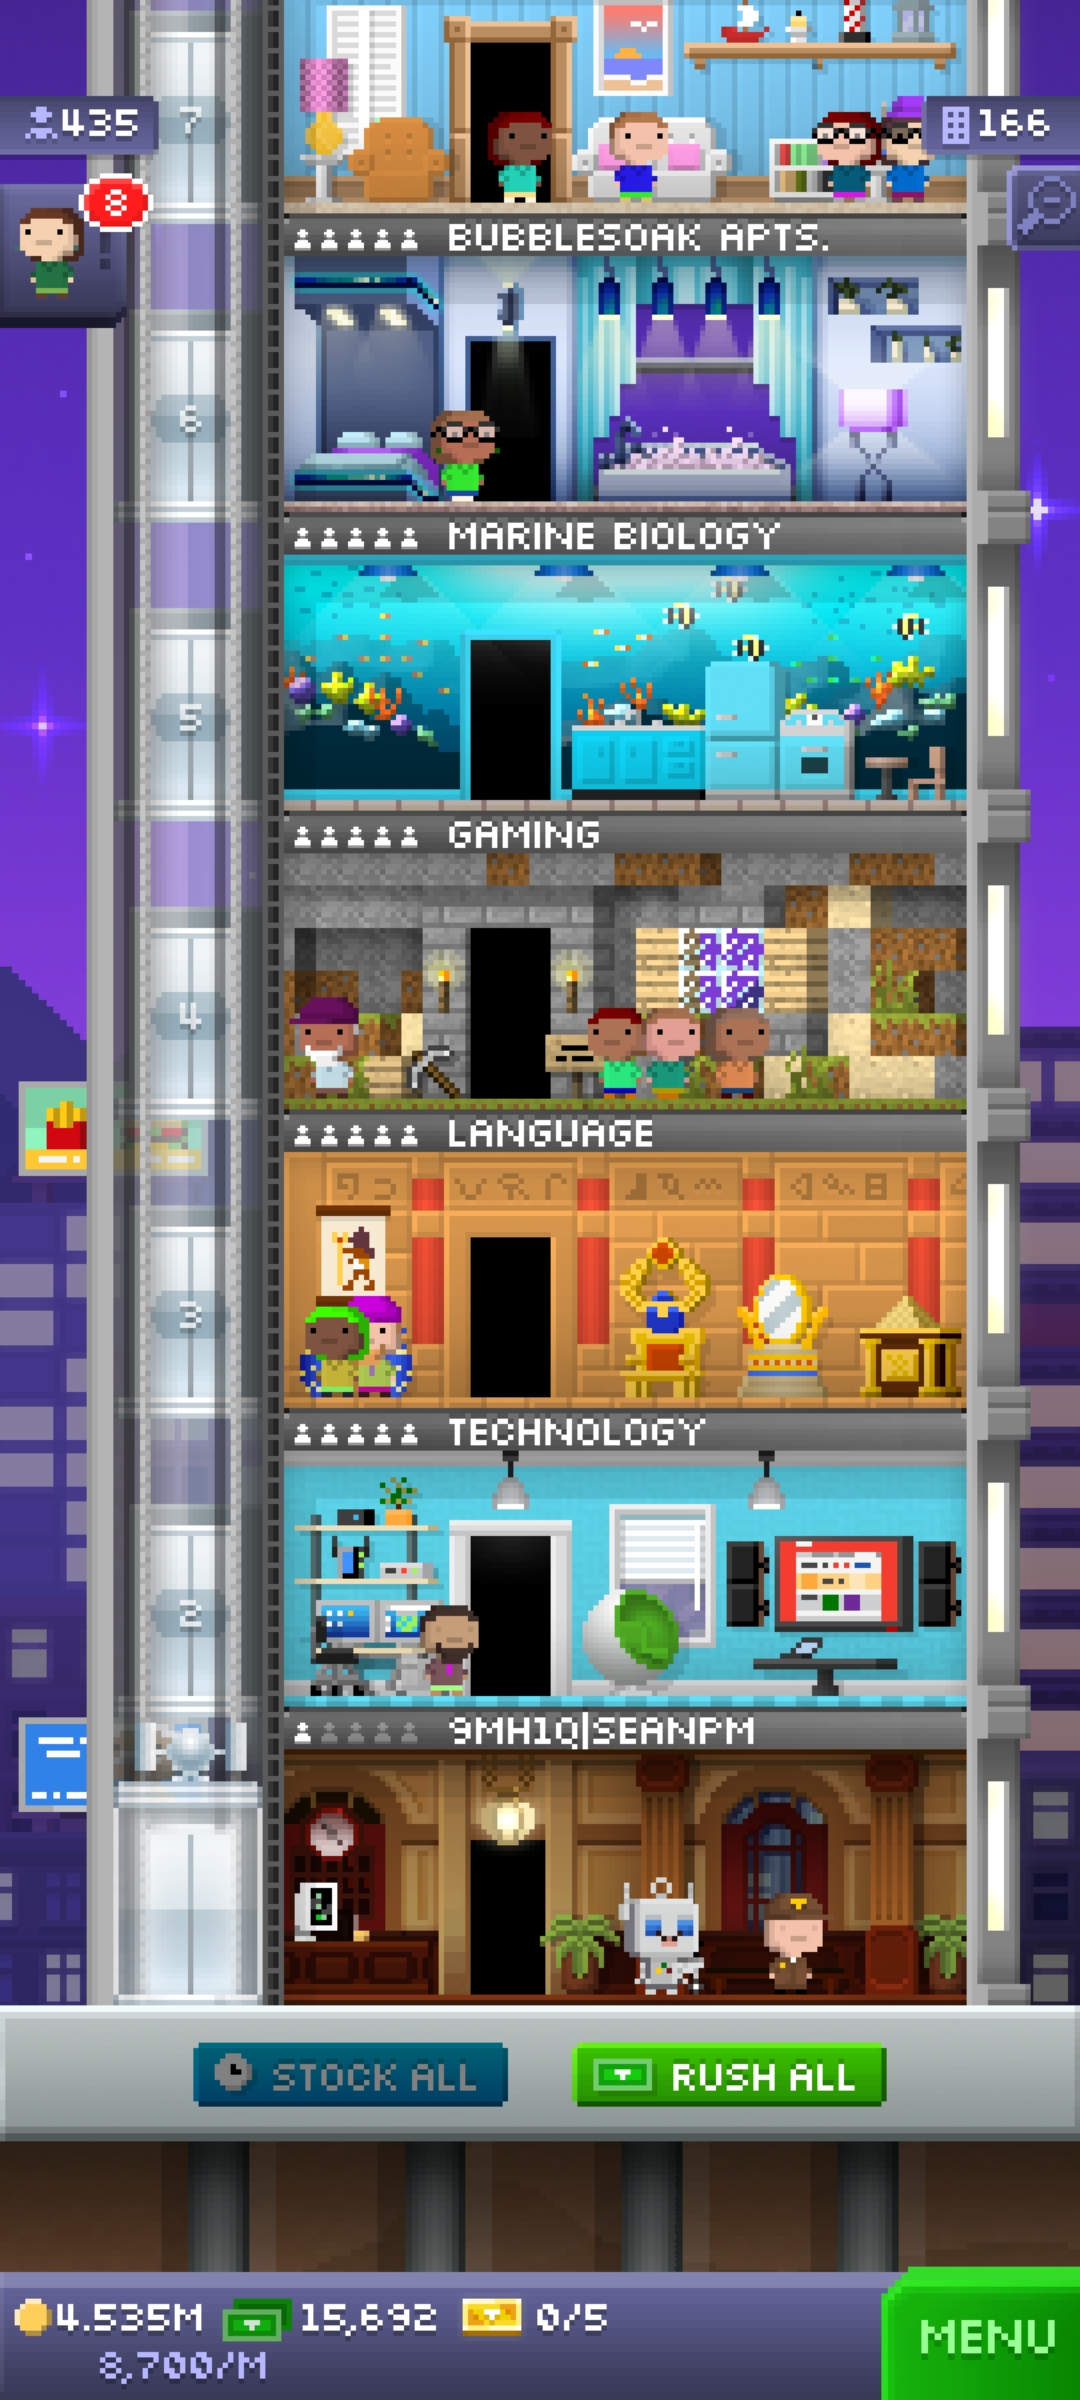 7
435
166
8
BUBBLESOAK APTS.
6
MARINE BIOLOGY
5
GAMING
4
LANGUAGE
3
TECHNOLOGY
2
9MH1Q|SEANPM
STOCK ALL
RUSH ALL
4.535M
15,692
0/5
8,700/M
MENU